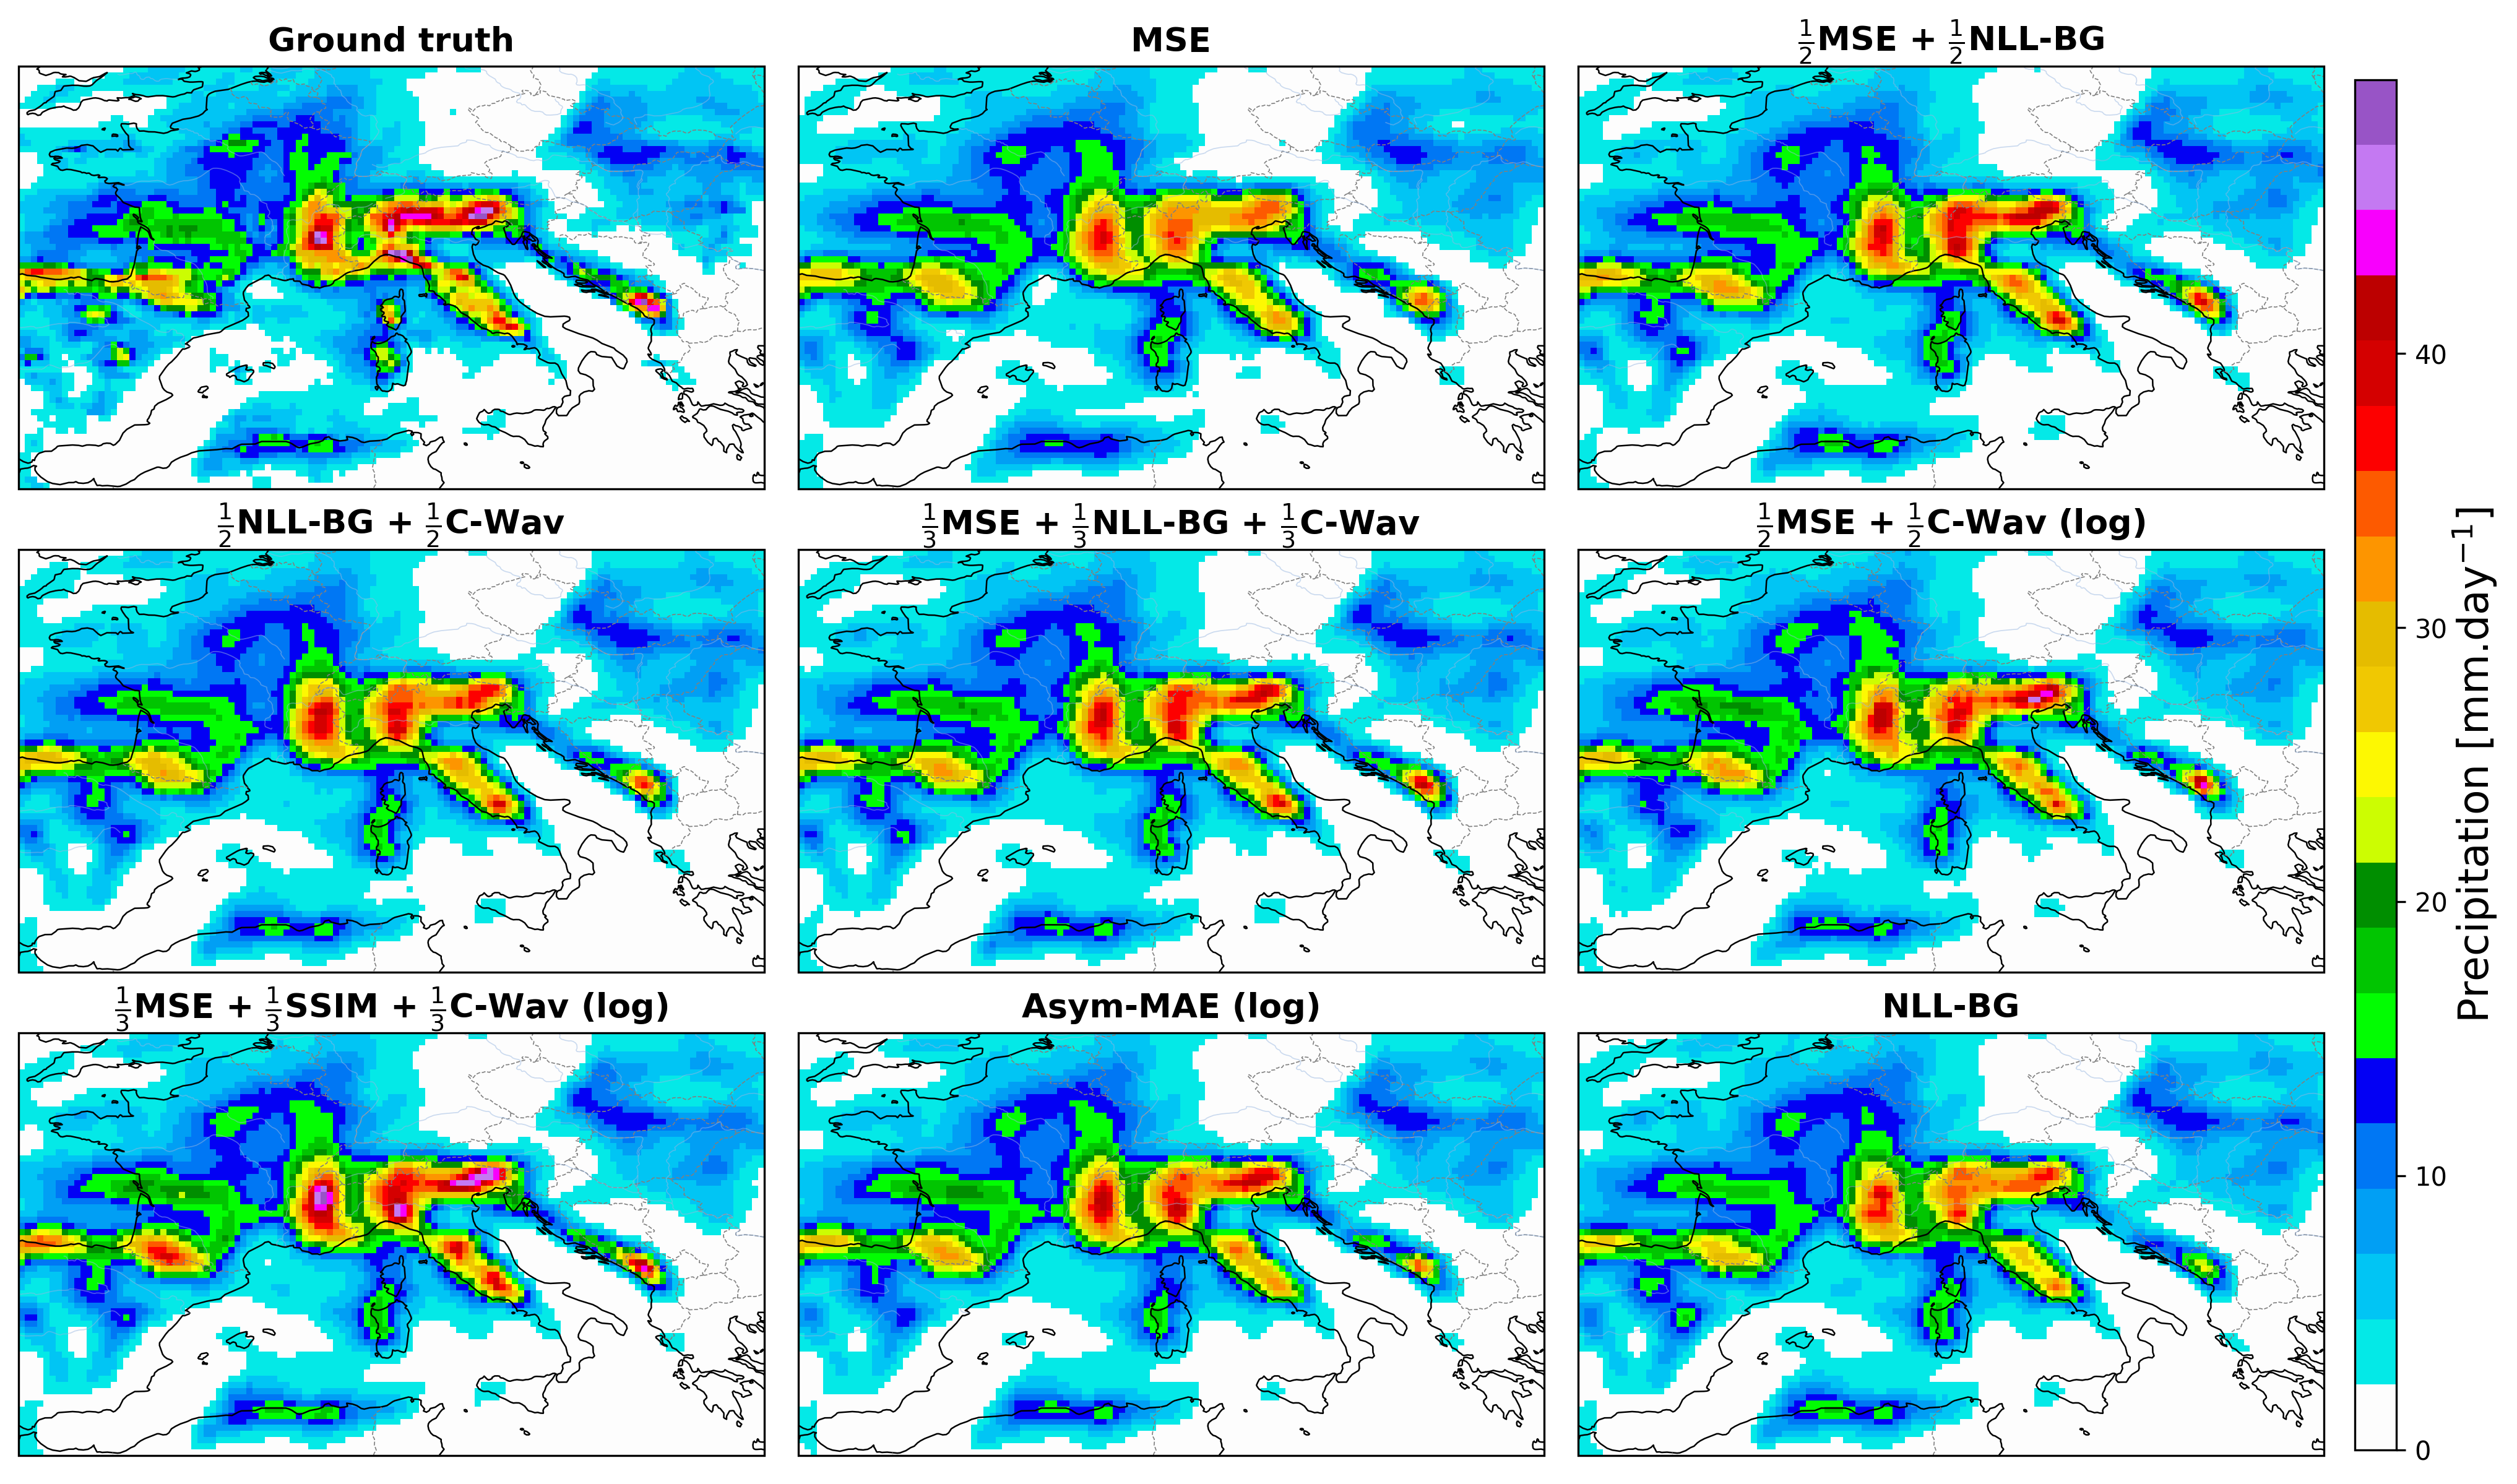 Ground truth
MSE
½MSE + ½NLL-BG
½NLL-BG + ½C-Wav
⅓MSE + ⅓NLL-BG + ⅓C-Wav
½MSE + ½C-Wav (log)
⅓MSE + ⅓SSIM + ⅓C-Wav (log)
Asym-MAE (log)
NLL-BG
40
30
20
10
0
Precipitation [mm.day⁻¹]